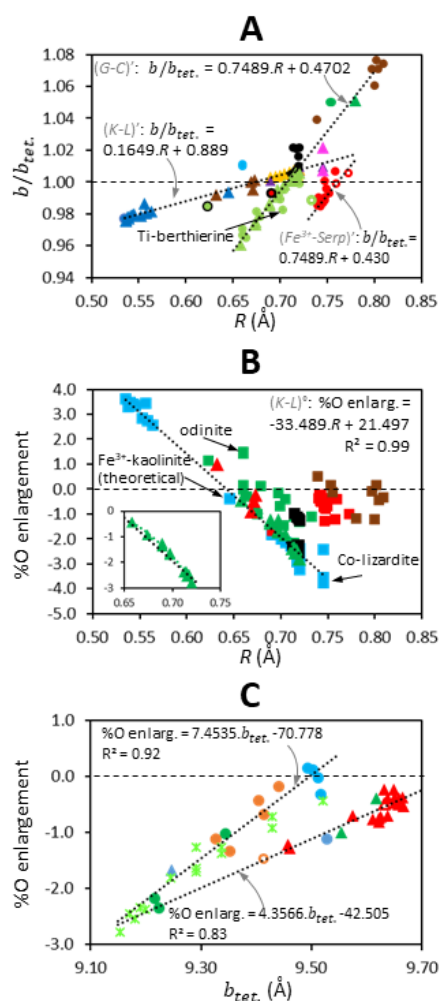 A
1.08
1.06
1.04
1.02
1.00
0.98
0.96
0.94
b/b_tet.
(G-C)′: b/b_tet. = 0.7489.R + 0.4702
(K-L)′: b/b_tet. =
0.1649.R + 0.889
Ti-berthierine
(Fe³⁺-Serp)′: b/b_tet.=
0.7489.R + 0.430
0.50 0.55 0.60 0.65 0.70 0.75 0.80 0.85
R (Å)
B
4.0
3.0
2.0
1.0
0.0
-1.0
-2.0
-3.0
-4.0
-5.0
%O enlargement
(K-L)°: %O enlarg. =
-33.489.R + 21.497
R² = 0.99
odinite
Fe³⁺-kaolinite
(theoretical)
0
-1
-2
-3
0.65 0.70 0.75
Co-lizardite
0.50 0.55 0.60 0.65 0.70 0.75 0.80 0.85
R (Å)
C
1.0
0.0
-1.0
-2.0
-3.0
%O enlargement
%O enlarg.= 7.4535.b_tet. -70.778
R² = 0.92
%O enlarg.= 4.3566.b_tet. -42.505
R² = 0.83
9.10 9.30 9.50 9.70
b_tet. (Å)